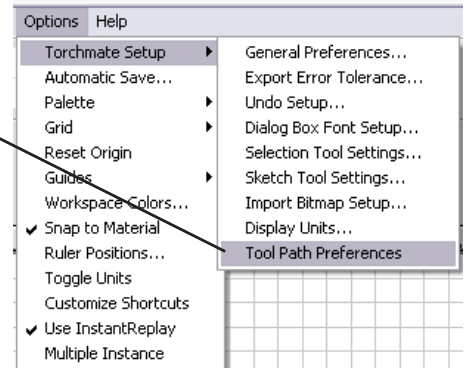 Options Help
Torchmate Setup
Automatic Save...
Palette
Grid
Reset Origin
Guides
Workspace Colors...
Snap to Material
Ruler Positions...
Toggle Units
Customize Shortcuts
Use InstantReplay
Multiple Instance
General Preferences...
Export Error Tolerance...
Undo Setup...
Dialog Box Font Setup...
Selection Tool Settings...
Sketch Tool Settings...
Import Bitmap Setup...
Display Units...
Tool Path Preferences